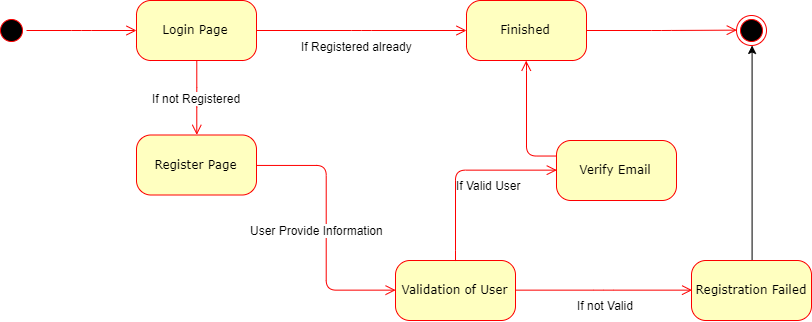 Login Page
If Registered already
Finished
If not Registered
Register Page
Verify Email
If Valid User
User Provide Information
Validation of User
If not Valid
Registration Failed